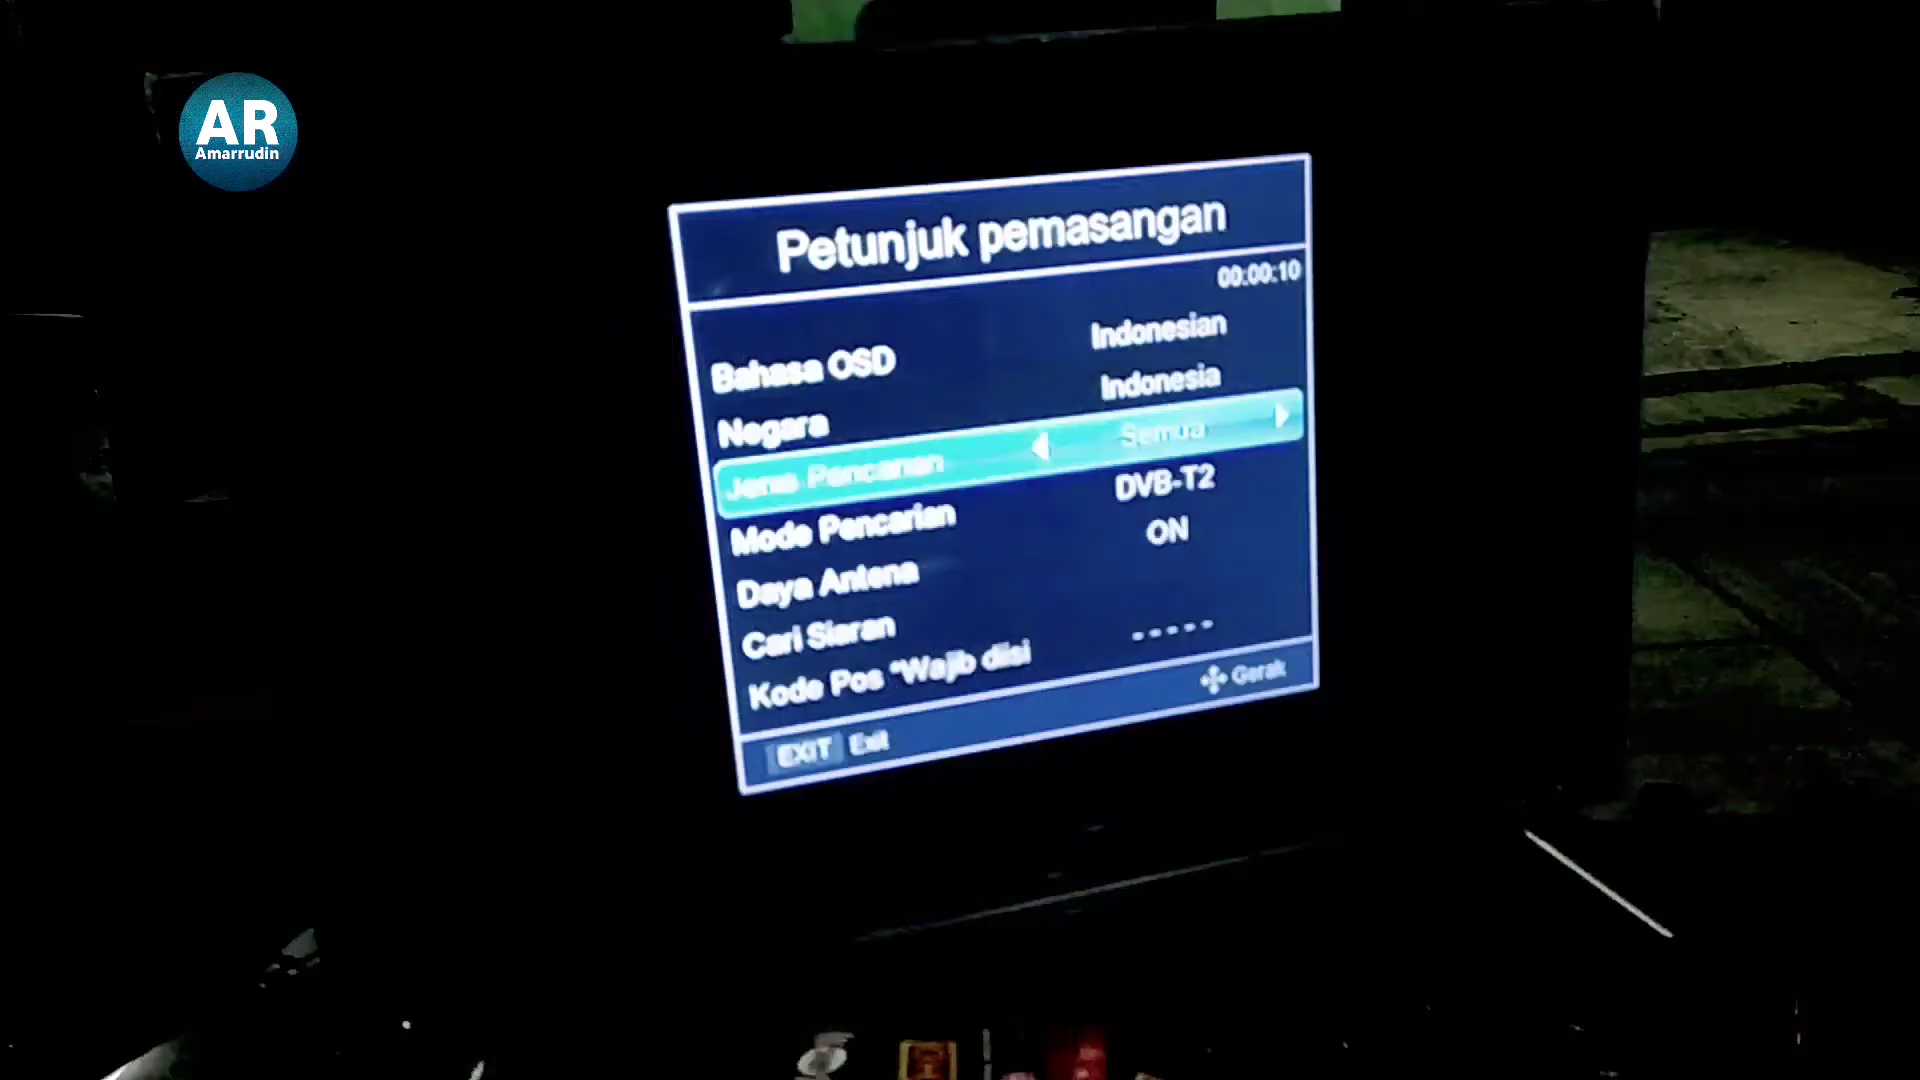 AR
Amarrudin
Petunjuk pemasangan
00:00:10
Bahasa OSD Indonesian
Negara Indonesia
Jenis Pencarian Semua
Mode Pencarian DVB-T2
Daya Antena ON
Cari Siaran
Kode Pos *Wajib diisi -----
EXIT Exit Gerak